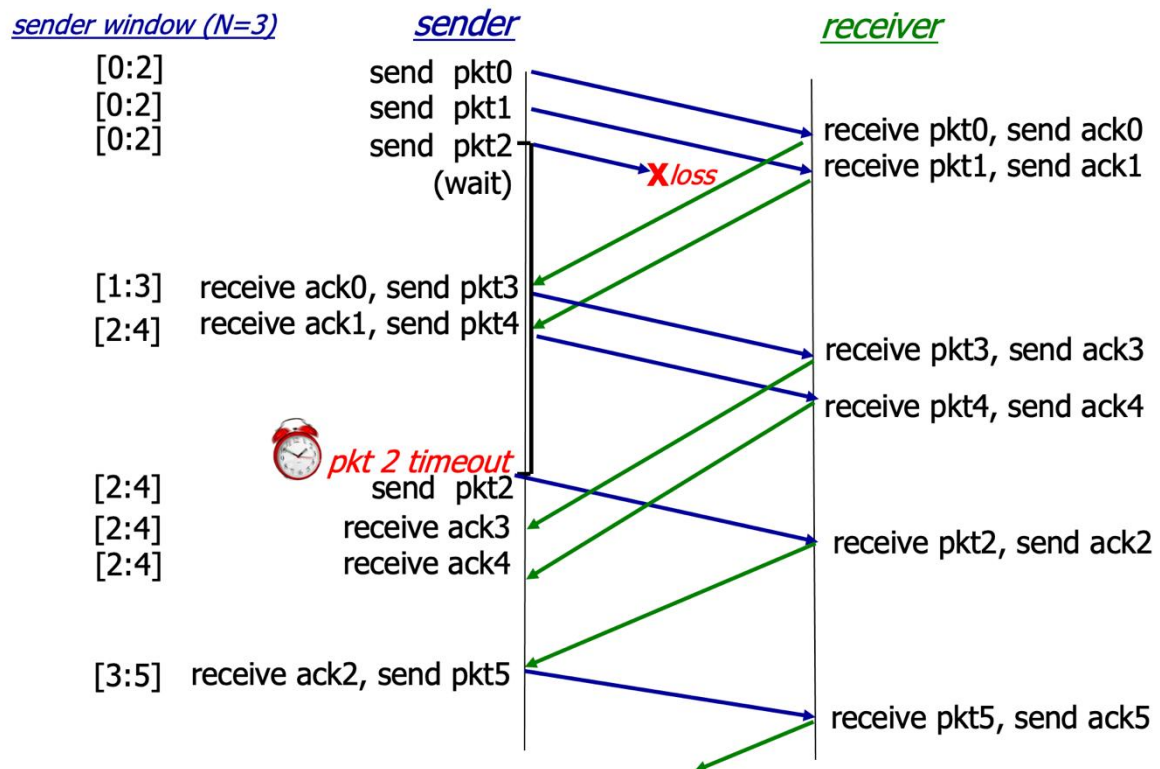 sender window (N=3) sender receiver
[0:2] send pkt0
[0:2] send pkt1
[0:2] send pkt2
receive pkt0, send ack0
(wait) Xloss receive pkt1, send ack1
[1:3] receive ack0, send pkt3
[2:4] receive ack1, send pkt4
receive pkt3, send ack3
receive pkt4, send ack4
pkt 2 timeout
[2:4] send pkt2
[2:4] receive ack3
receive pkt2, send ack2
[2:4] receive ack4
[3:5] receive ack2, send pkt5
receive pkt5, send ack5